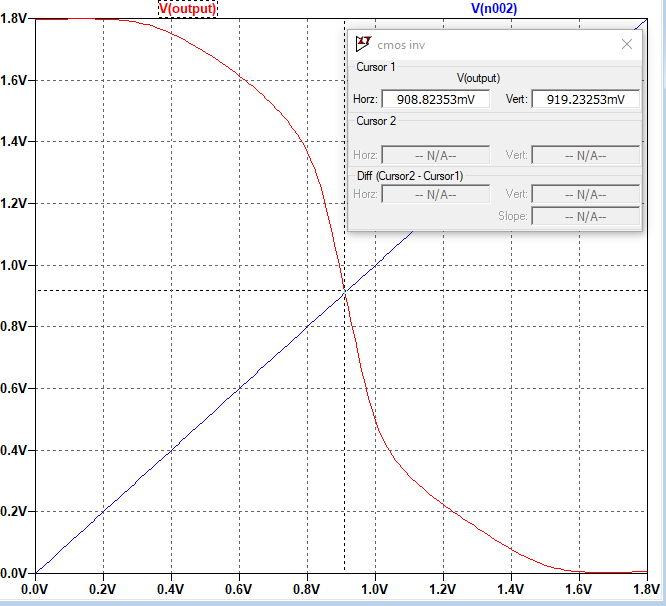 V(output) V(n002)
1.8V
1.6V
1.4V
1.2V
1.0V
0.8V
0.6V
0.4V
0.2V
0.0V
0.0V 0.2V 0.4V 0.6V 0.8V 1.0V 1.2V 1.4V 1.6V 1.8V
cmos inv
Cursor 1
V(output)
Horz: 908.82353mV Vert: 919.23253mV
Cursor 2
Horz: -- N/A-- Vert: -- N/A--
Diff (Cursor2 - Cursor1)
Horz: -- N/A-- Vert: -- N/A--
Slope: -- N/A--